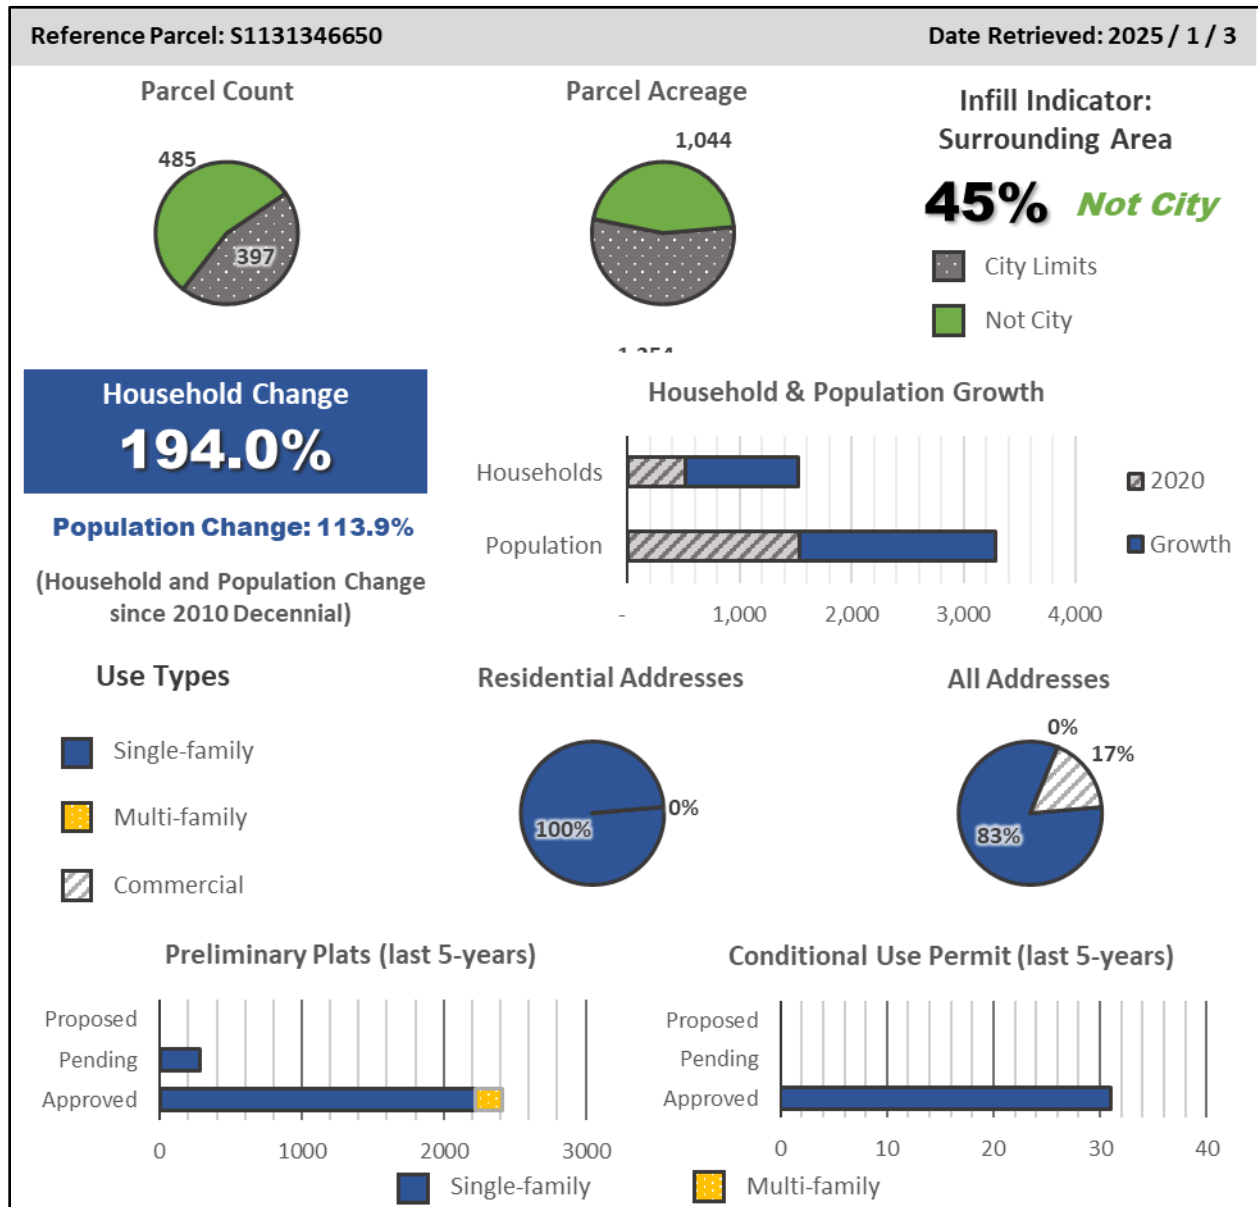 Reference Parcel: S1131346650
Date Retrieved: 2025 / 1 / 3
Parcel Count
485
397
Parcel Acreage
1,044
Infill Indicator:
Surrounding Area
45% Not City
City Limits
Not City
Household Change
194.0%
Population Change: 113.9%
(Household and Population Change
since 2010 Decennial)
Household & Population Growth
Households
Population
- 1,000 2,000 3,000 4,000
2020
Growth
Use Types
Single-family
Multi-family
Commercial
Residential Addresses
0%
100%
All Addresses
0%
17%
83%
Preliminary Plats (last 5-years)
Proposed
Pending
Approved
0 1000 2000 3000
Conditional Use Permit (last 5-years)
Proposed
Pending
Approved
0 10 20 30 40
Single-family
Multi-family